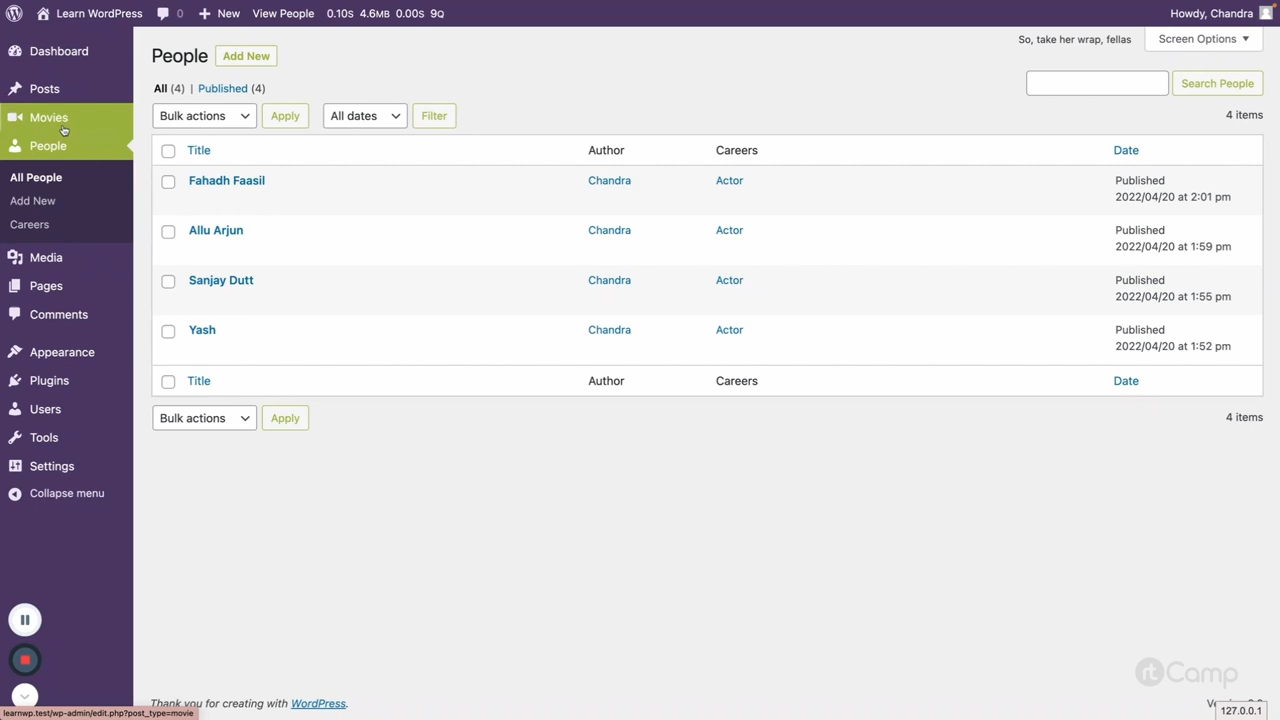 Learn WordPress 0 New View People 0.10S 4.6MB 0.00S 9Q Howdy, Chandra
Dashboard
Posts
Movies
People
All People
Add New
Careers
Media
Pages
Comments
Appearance
Plugins
Users
Tools
Settings
Collapse menu
So, take her wrap, fellas Screen Options
People Add New
All (4) | Published (4)
Search People
Bulk actions Apply All dates Filter 4 items
Title Author Careers Date
Fahadh Faasil Chandra Actor Published
2022/04/20 at 2:01 pm
Allu Arjun Chandra Actor Published
2022/04/20 at 1:59 pm
Sanjay Dutt Chandra Actor Published
2022/04/20 at 1:55 pm
Yash Chandra Actor Published
2022/04/20 at 1:52 pm
Title Author Careers Date
Bulk actions Apply 4 items
rtCamp
Thank you for creating with WordPress.
learnwp.test/wp-admin/edit.php?post_type=movie
127.0.0.1